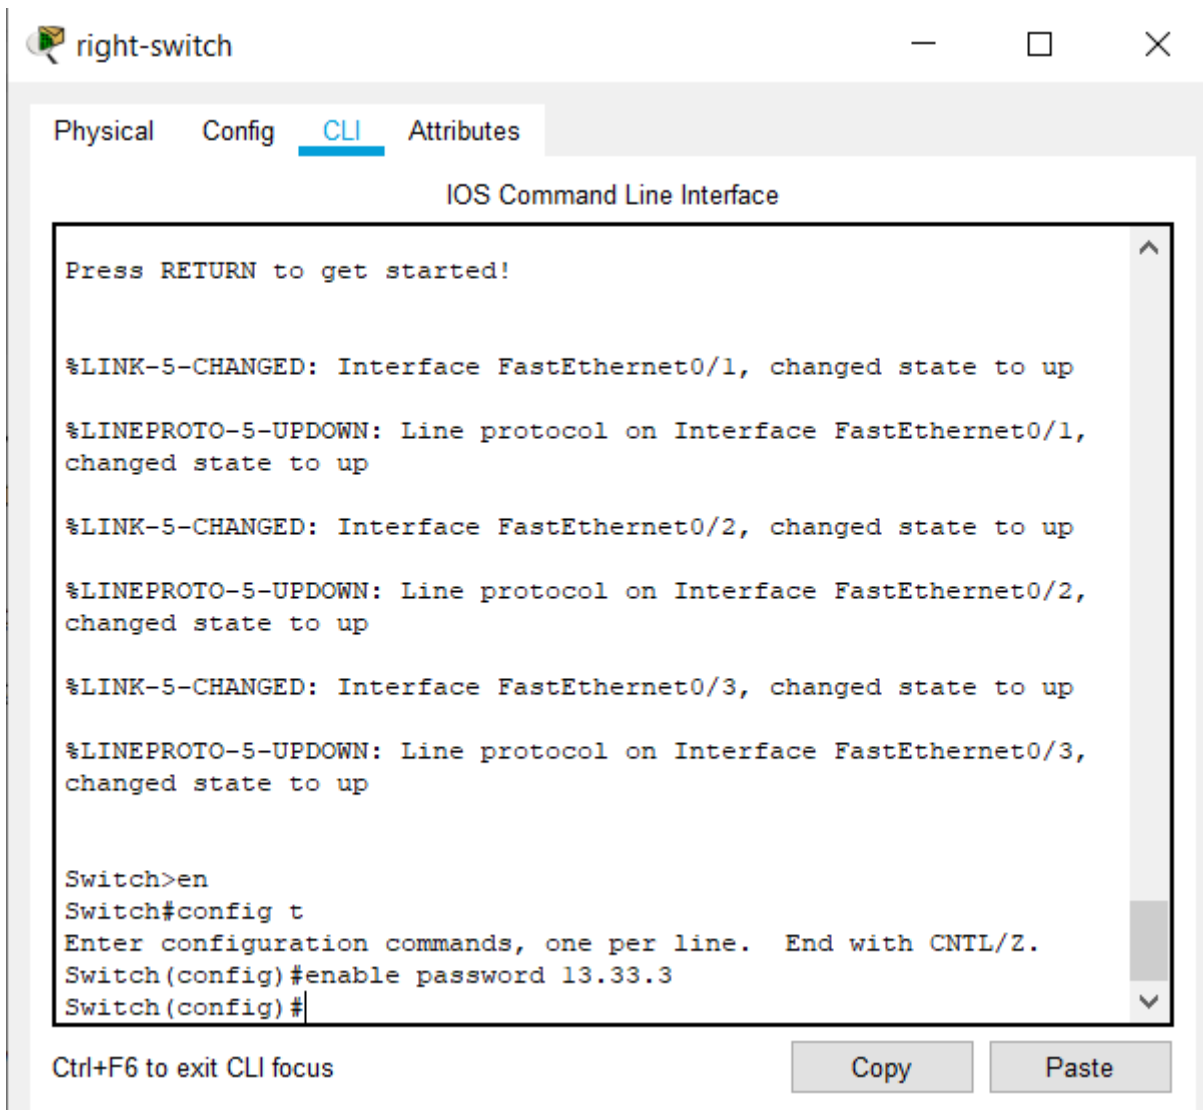 right-switch
Physical Config CLI Attributes
IOS Command Line Interface
Press RETURN to get started!
%LINK-5-CHANGED: Interface FastEthernet0/1, changed state to up
%LINEPROTO-5-UPDOWN: Line protocol on Interface FastEthernet0/1,
changed state to up
%LINK-5-CHANGED: Interface FastEthernet0/2, changed state to up
%LINEPROTO-5-UPDOWN: Line protocol on Interface FastEthernet0/2,
changed state to up
%LINK-5-CHANGED: Interface FastEthernet0/3, changed state to up
%LINEPROTO-5-UPDOWN: Line protocol on Interface FastEthernet0/3,
changed state to up
Switch>en
Switch#config t
Enter configuration commands, one per line.  End with CNTL/Z.
Switch(config)#enable password 13.33.3
Switch(config)#
Ctrl+F6 to exit CLI focus
Copy
Paste